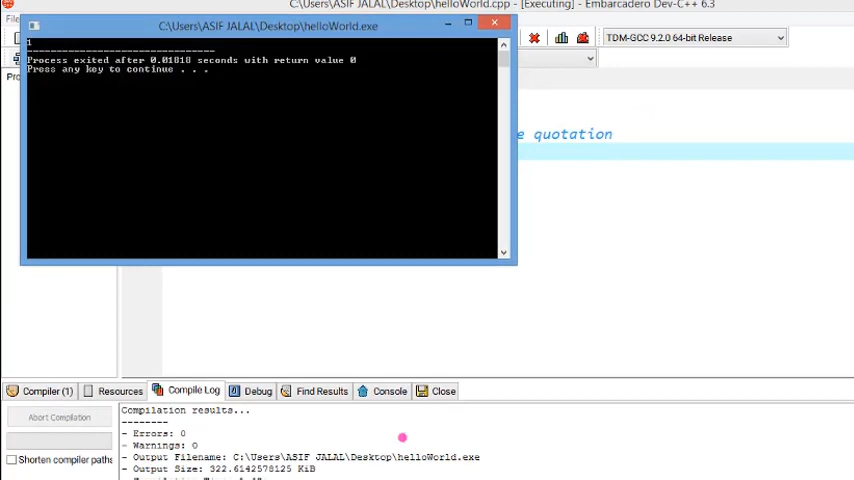 C:\Users\ASIF JALAL\Desktop\helloWorld.cpp - [Executing] - Embarcadero Dev-C++ 6.3
C:\Users\ASIF JALAL\Desktop\helloWorld.exe
TDM-GCC 9.2.0 64-bit Release
1
--------------------------------
Process exited after 0.01818 seconds with return value 0
Press any key to continue . . .
e quotation
Compiler (1)
Resources
Compile Log
Debug
Find Results
Console
Close
Abort Compilation
Shorten compiler paths
Compilation results...
--------
- Errors: 0
- Warnings: 0
- Output Filename: C:\Users\ASIF JALAL\Desktop\helloWorld.exe
- Output Size: 322.6142578125 KiB